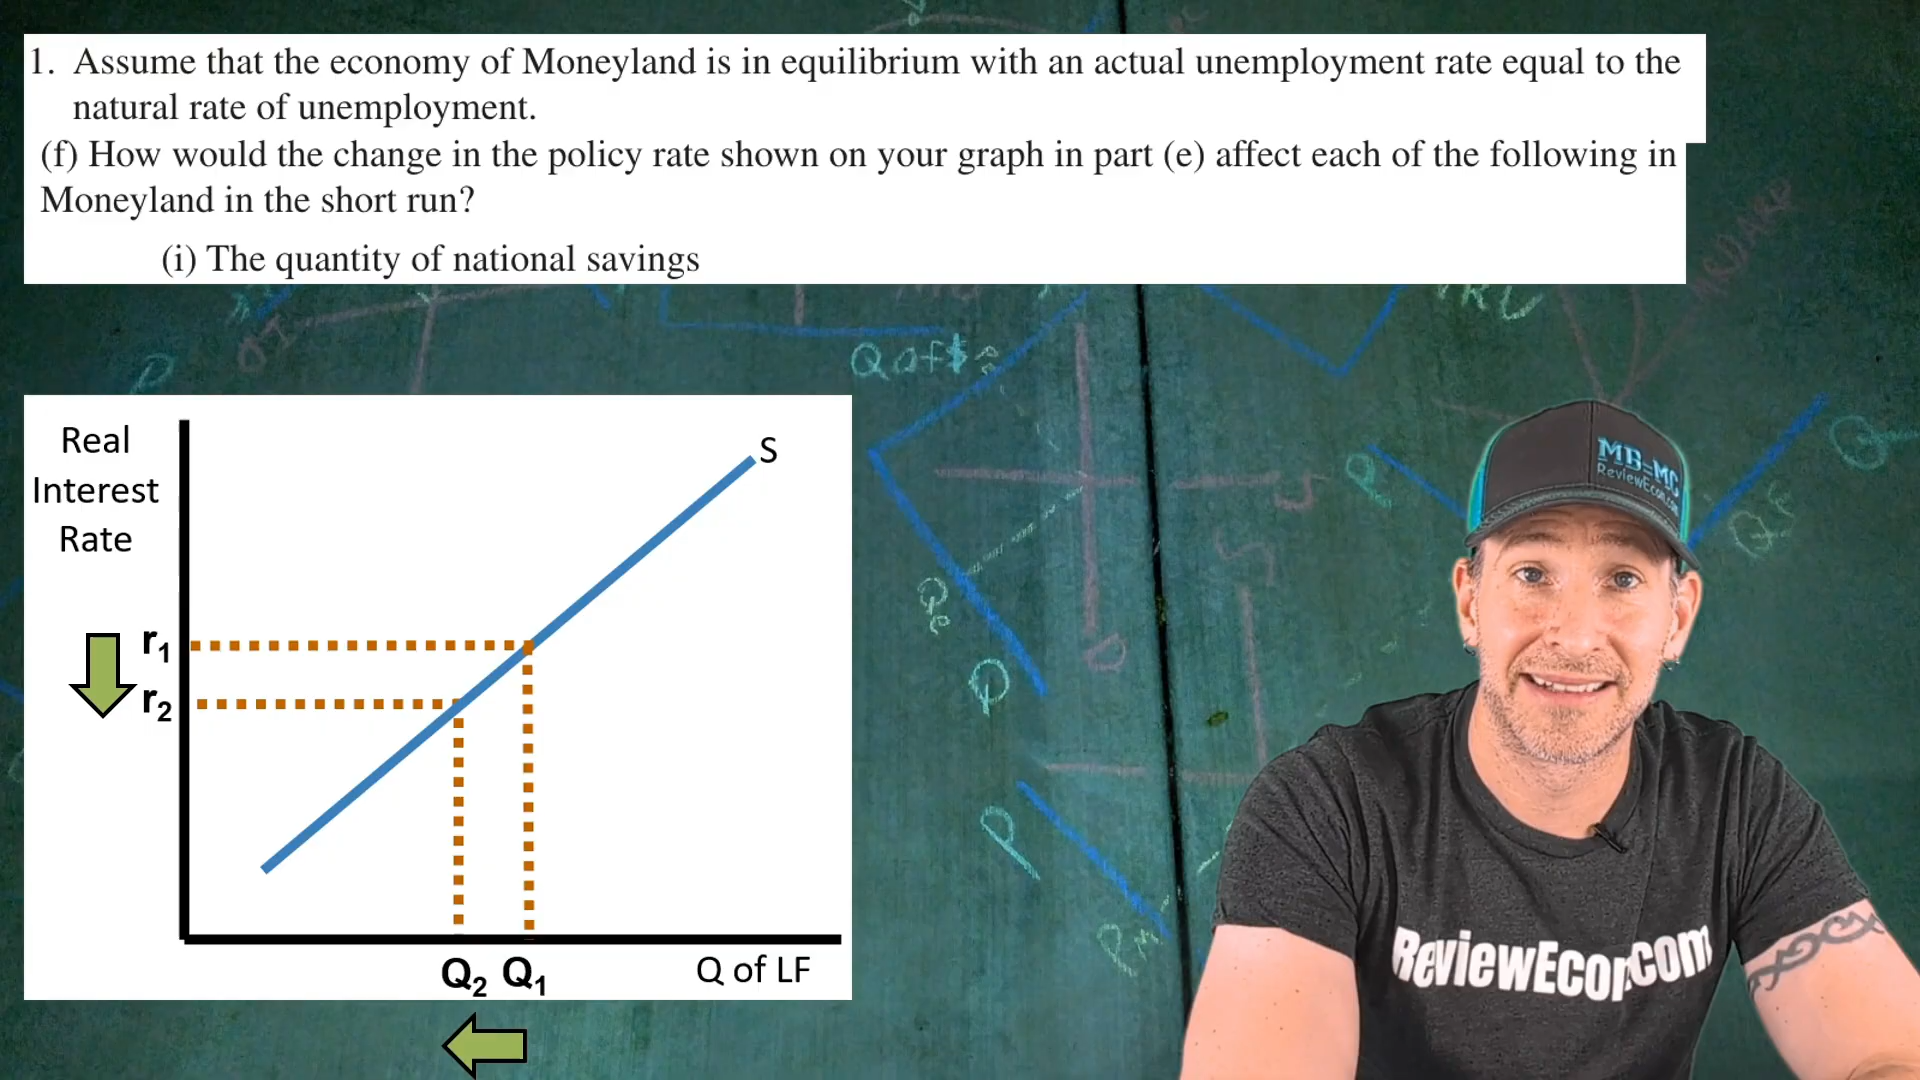 1. Assume that the economy of Moneyland is in equilibrium with an actual unemployment rate equal to the
natural rate of unemployment.
(f) How would the change in the policy rate shown on your graph in part (e) affect each of the following in
Moneyland in the short run?
(i) The quantity of national savings
Q of $
Real
Interest
Rate
S
r1
r2
Q2 Q1
Q of LF
P
Q
P
MB=MC
ReviewEcon.com
ReviewEcon.com